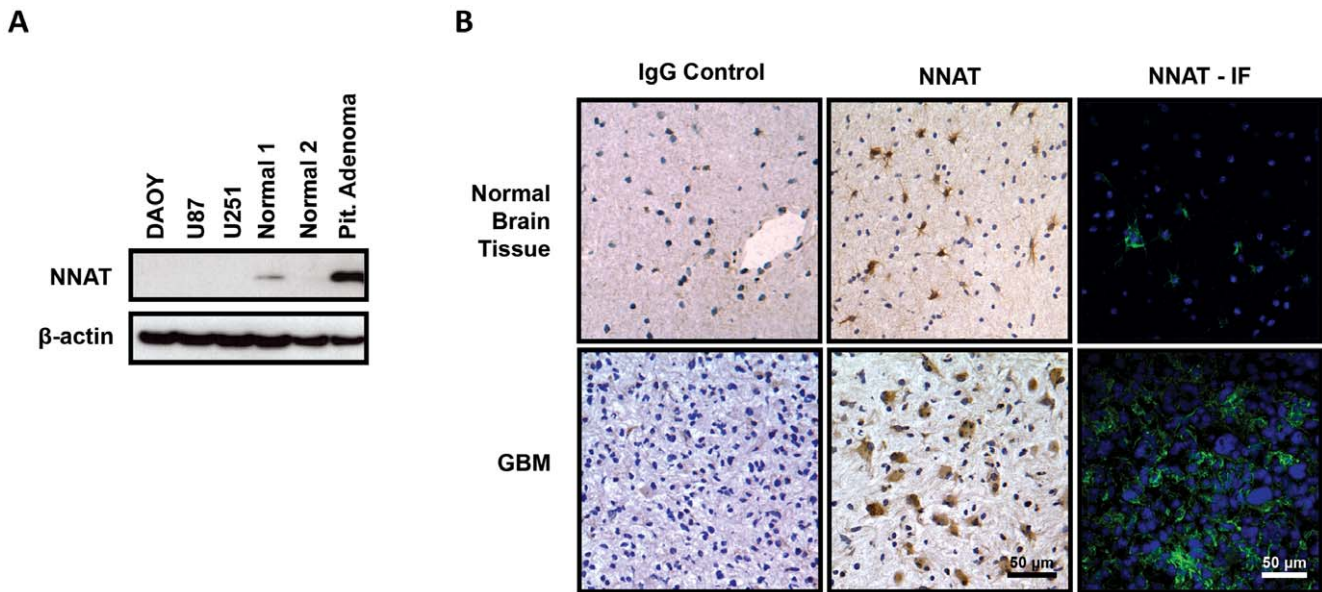 A
DAOY
U87
U251
Normal 1
Normal 2
Pit. Adenoma
NNAT
β-actin
B
IgG Control
NNAT
NNAT - IF
Normal
Brain
Tissue
GBM
50 µm
50 µm